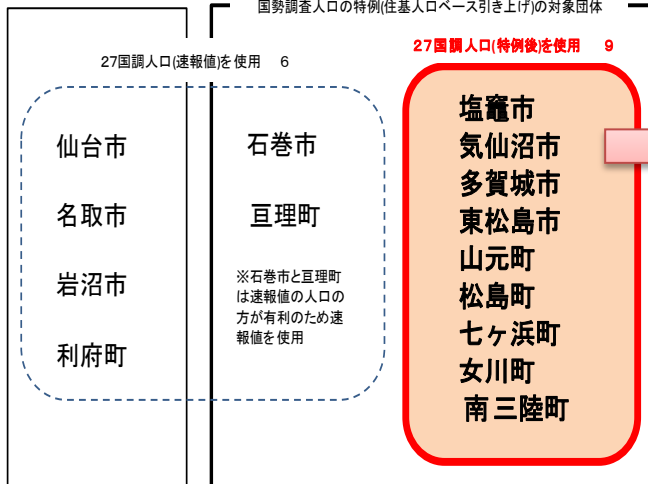 国勢調査人口の特例(住基人口ベース引き上げ)の対象団体
27国調人口(速報値)を使用 6
仙台市
名取市
岩沼市
利府町
石巻市
亘理町
※石巻市と亘理町
は速報値の人口の
方が有利のため速
報値を使用
27国調人口(特例後)を使用 9
塩竈市
気仙沼市
多賀城市
東松島市
山元町
松島町
七ヶ浜町
女川町
南三陸町